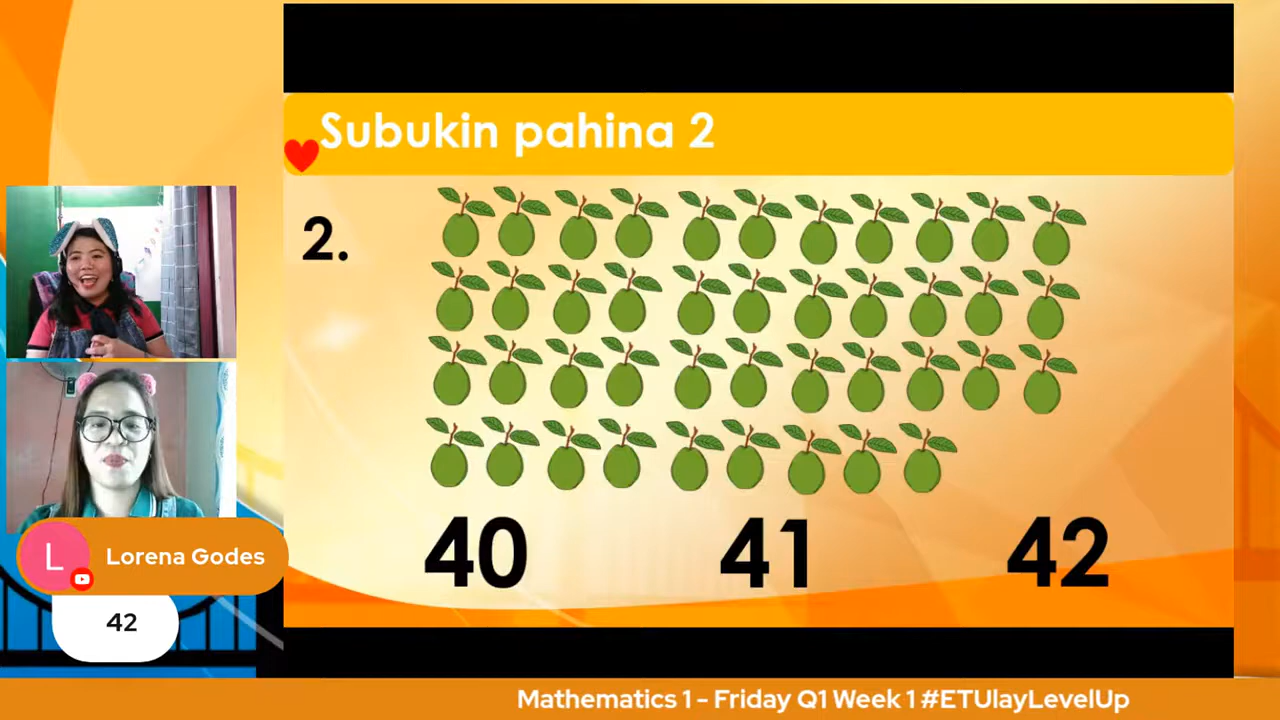 Subukin pahina 2
2.
40 41 42
L Lorena Godes
42
Mathematics 1 - Friday Q1 Week 1 #ETUlayLevelUp